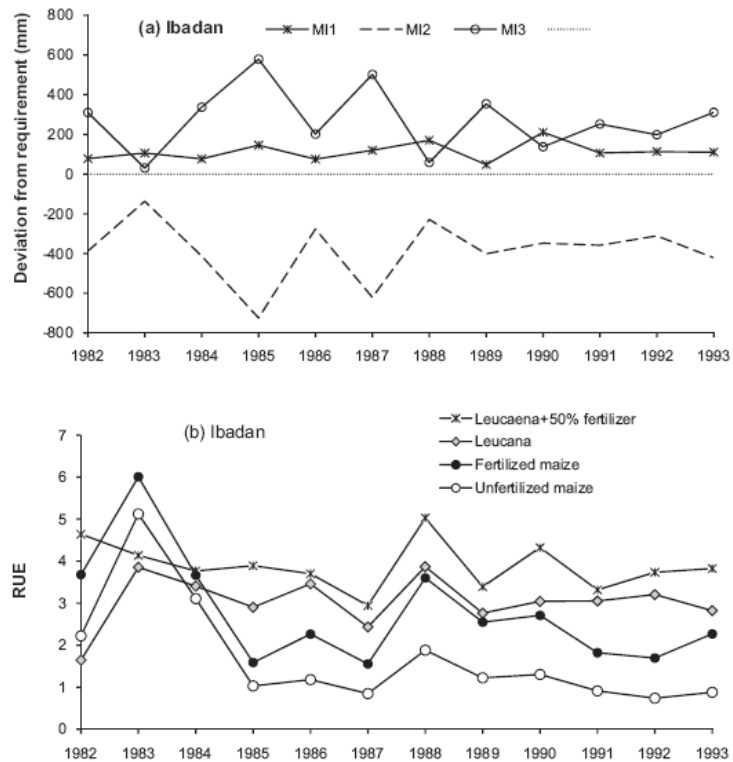 (a) Ibadan
MI1
MI2
MI3
Deviation from requirement (mm)
800
600
400
200
0
-200
-400
-600
-800
1982 1983 1984 1985 1986 1987 1988 1989 1990 1991 1992 1993
(b) Ibadan
Leucaena+50% fertilizer
Leucana
Fertilized maize
Unfertilized maize
RUE
7
6
5
4
3
2
1
0
1982 1983 1984 1985 1986 1987 1988 1989 1990 1991 1992 1993